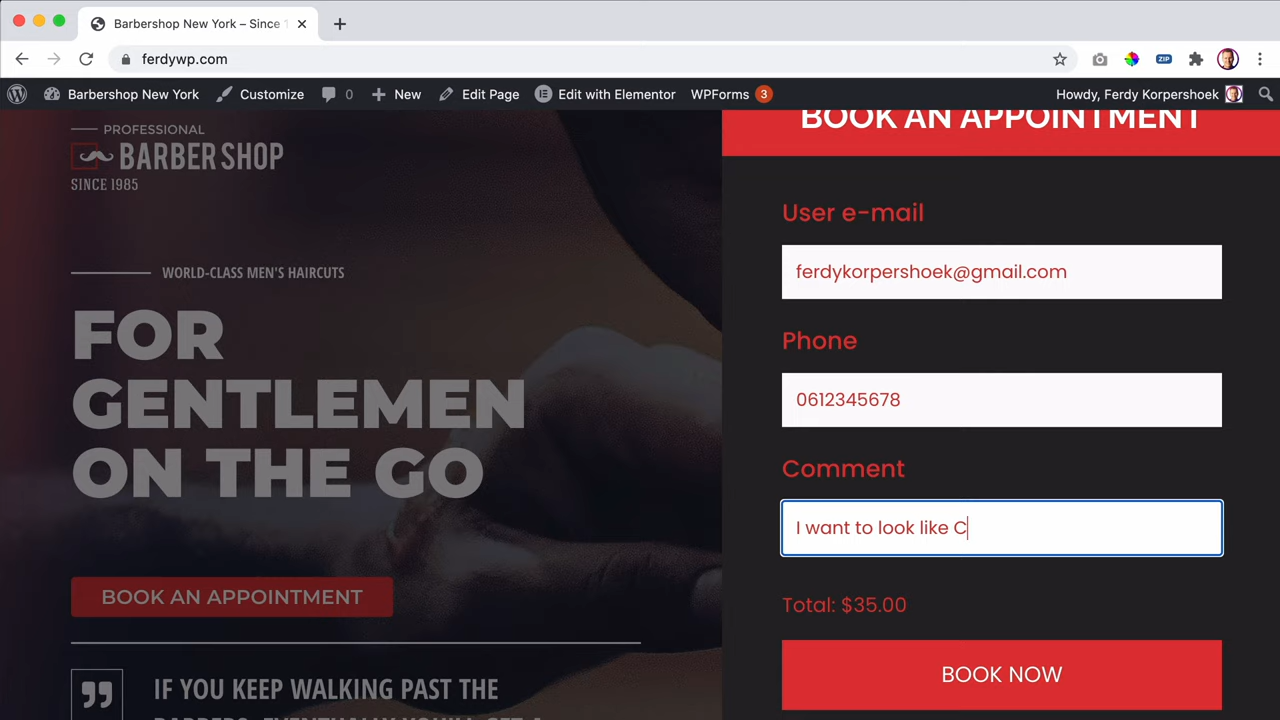 Barbershop New York – Since 1
ferdywp.com
ZIP
Barbershop New York
Customize
0
New
Edit Page
Edit with Elementor
WPForms 3
Howdy, Ferdy Korpershoek
PROFESSIONAL
BARBER SHOP
SINCE 1985
WORLD-CLASS MEN'S HAIRCUTS
FOR
GENTLEMEN
ON THE GO
BOOK AN APPOINTMENT
IF YOU KEEP WALKING PAST THE
BOOK AN APPOINTMENT
User e-mail
ferdykorpershoek@gmail.com
Phone
0612345678
Comment
I want to look like C
Total: $35.00
BOOK NOW